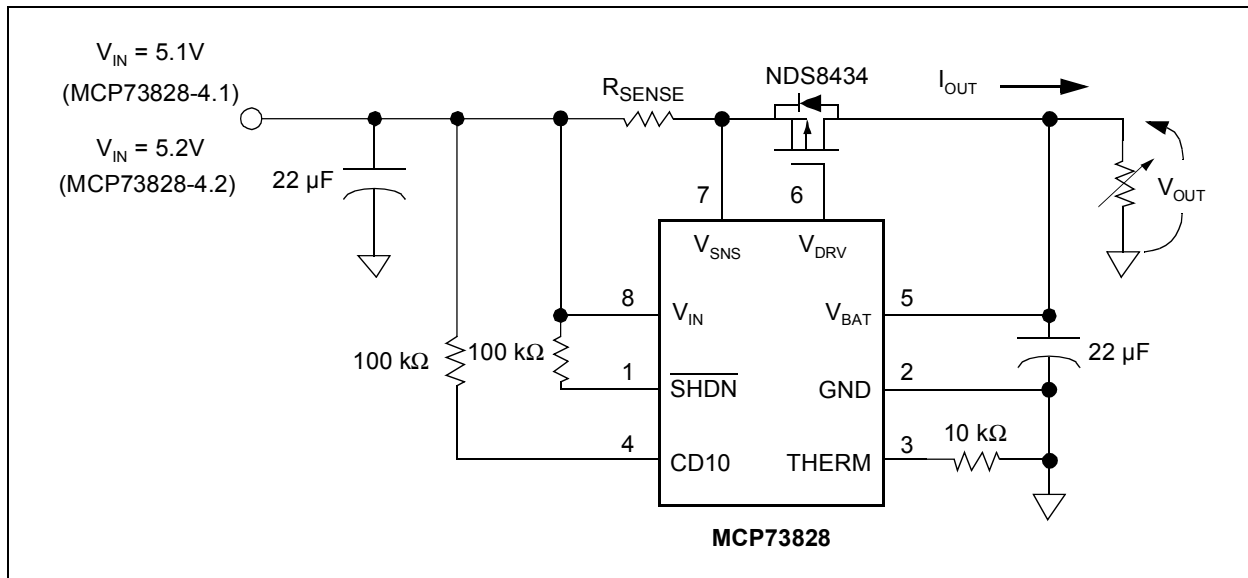 V_IN = 5.1V
(MCP73828-4.1)
V_IN = 5.2V
(MCP73828-4.2)
22 µF
R_SENSE
NDS8434
I_OUT
V_OUT
7
6
V_SNS
V_DRV
8
V_IN
V_BAT
5
100 kΩ
100 kΩ
22 µF
1
SHDN
GND
2
4
CD10
THERM
3
10 kΩ
MCP73828